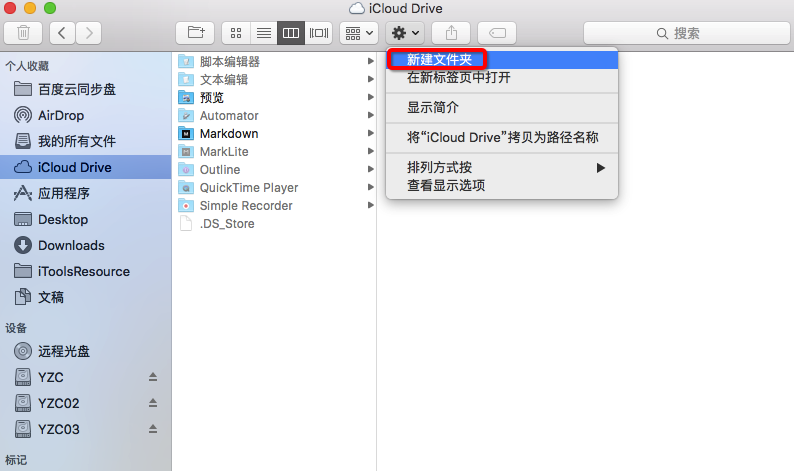 iCloud Drive
搜索
个人收藏
百度云同步盘
AirDrop
我的所有文件
iCloud Drive
应用程序
Desktop
Downloads
iToolsResource
文稿
设备
远程光盘
YZC
YZC02
YZC03
标记
脚本编辑器
文本编辑
预览
Automator
Markdown
MarkLite
Outline
QuickTime Player
Simple Recorder
.DS_Store
新建文件夹
在新标签页中打开
显示简介
将“iCloud Drive”拷贝为路径名称
排列方式按
查看显示选项